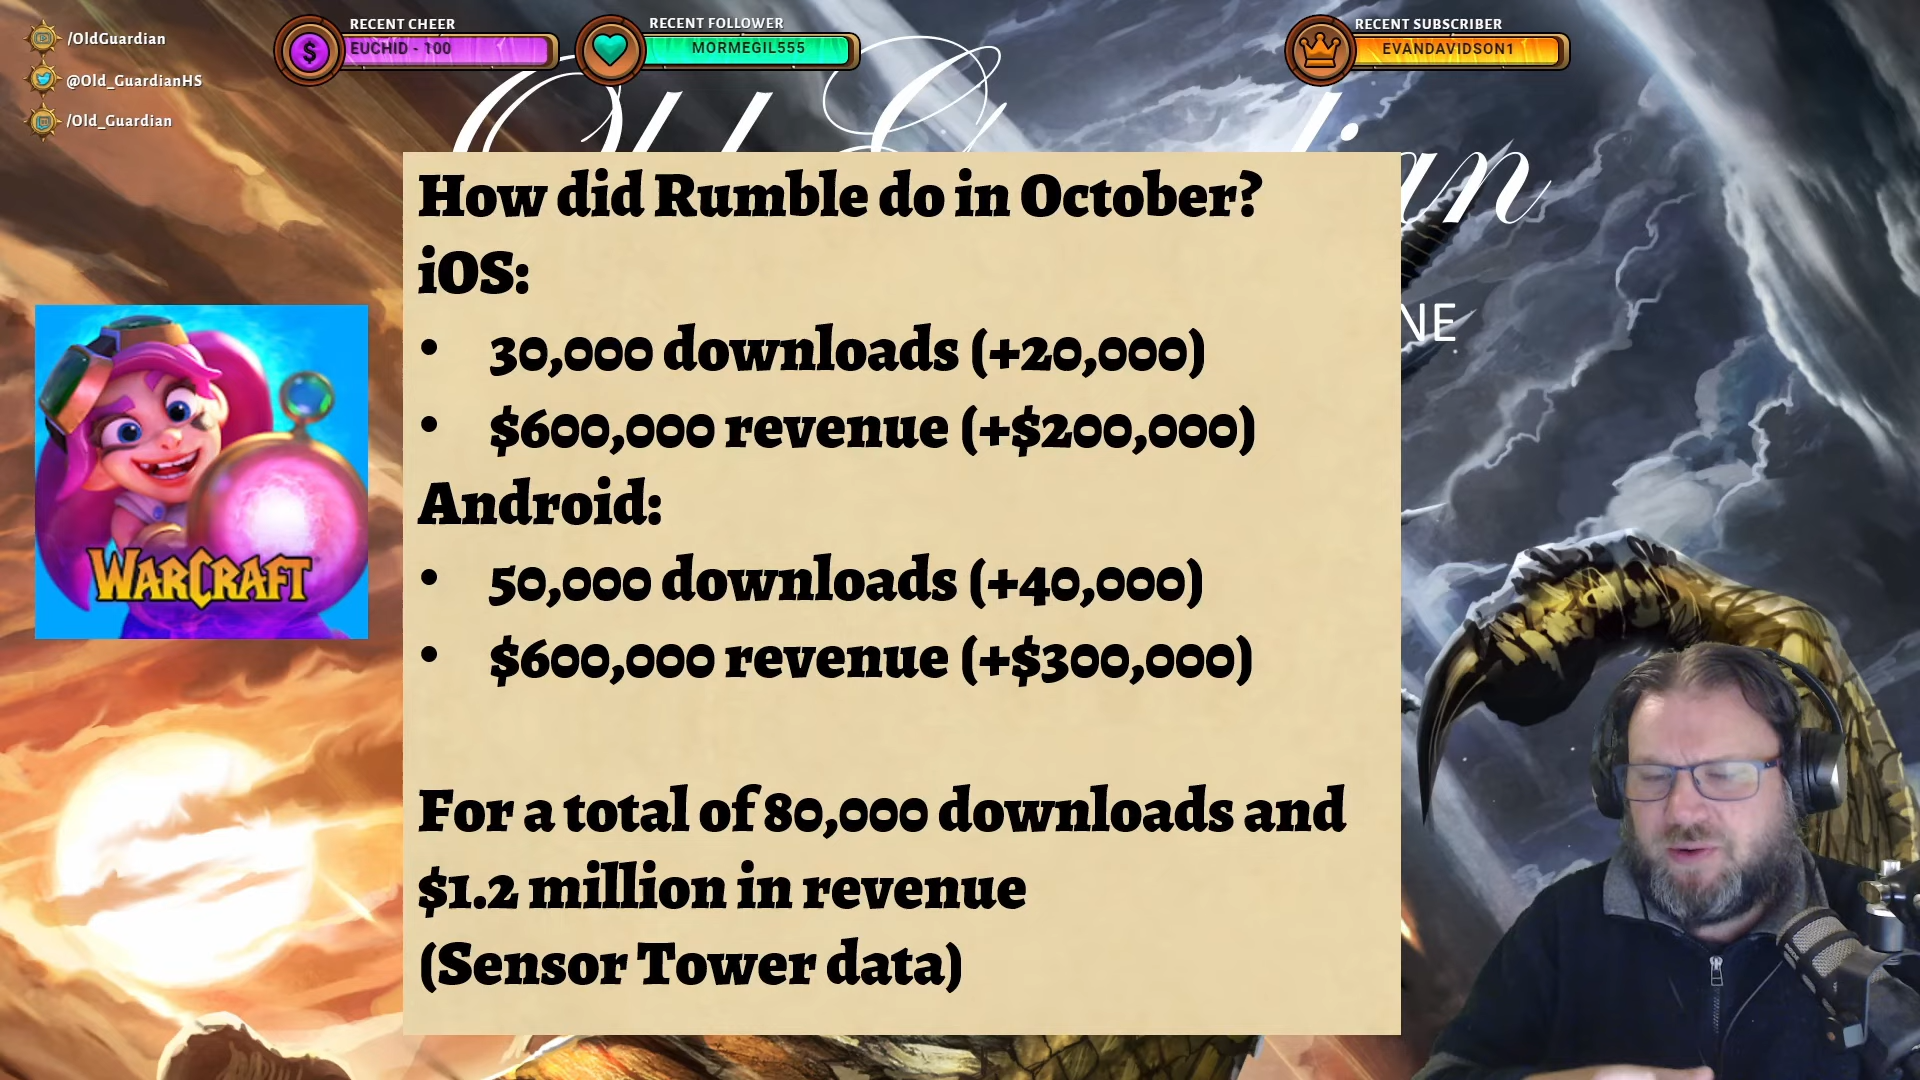 /OldGuardian
@Old_GuardianHS
/Old_Guardian
RECENT CHEER
EUCHID - 100
RECENT FOLLOWER
MORMEGIL555
RECENT SUBSCRIBER
EVANDAVIDSON1
How did Rumble do in October?
iOS:
• 30,000 downloads (+20,000)
• $600,000 revenue (+$200,000)
Android:
• 50,000 downloads (+40,000)
• $600,000 revenue (+$300,000)
For a total of 80,000 downloads and
$1.2 million in revenue
(Sensor Tower data)
WARCRAFT